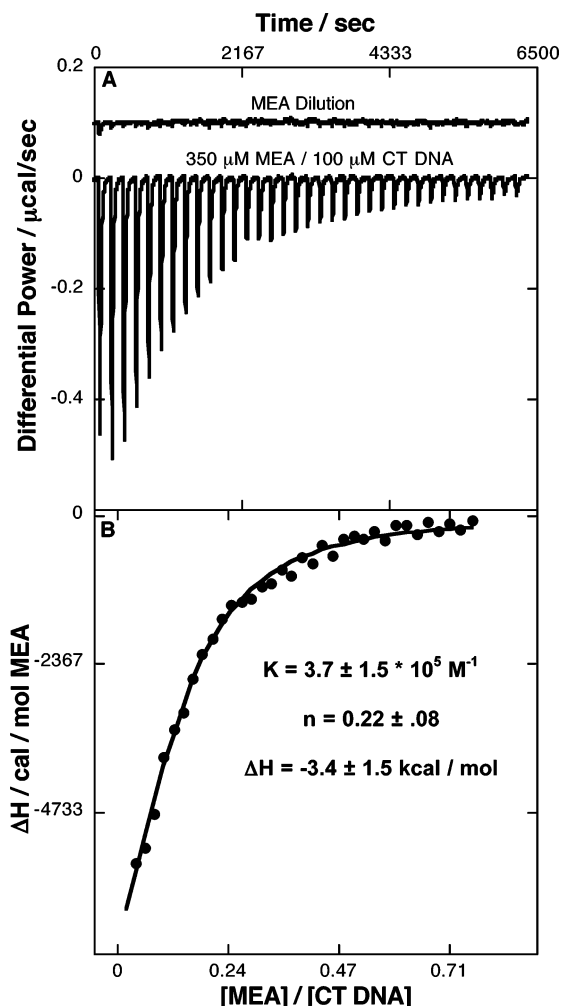 Time / sec
0 2167 4333 6500
0.2
A
MEA Dilution
350 μM MEA / 100 μM CT DNA
0
-0.2
-0.4
Differential Power / μcal/sec
0
B
-2367
K = 3.7 ± 1.5 * 10⁵ M⁻¹
n = 0.22 ± .08
ΔH = -3.4 ± 1.5 kcal / mol
-4733
ΔH / cal / mol MEA
0 0.24 0.47 0.71
[MEA] / [CT DNA]